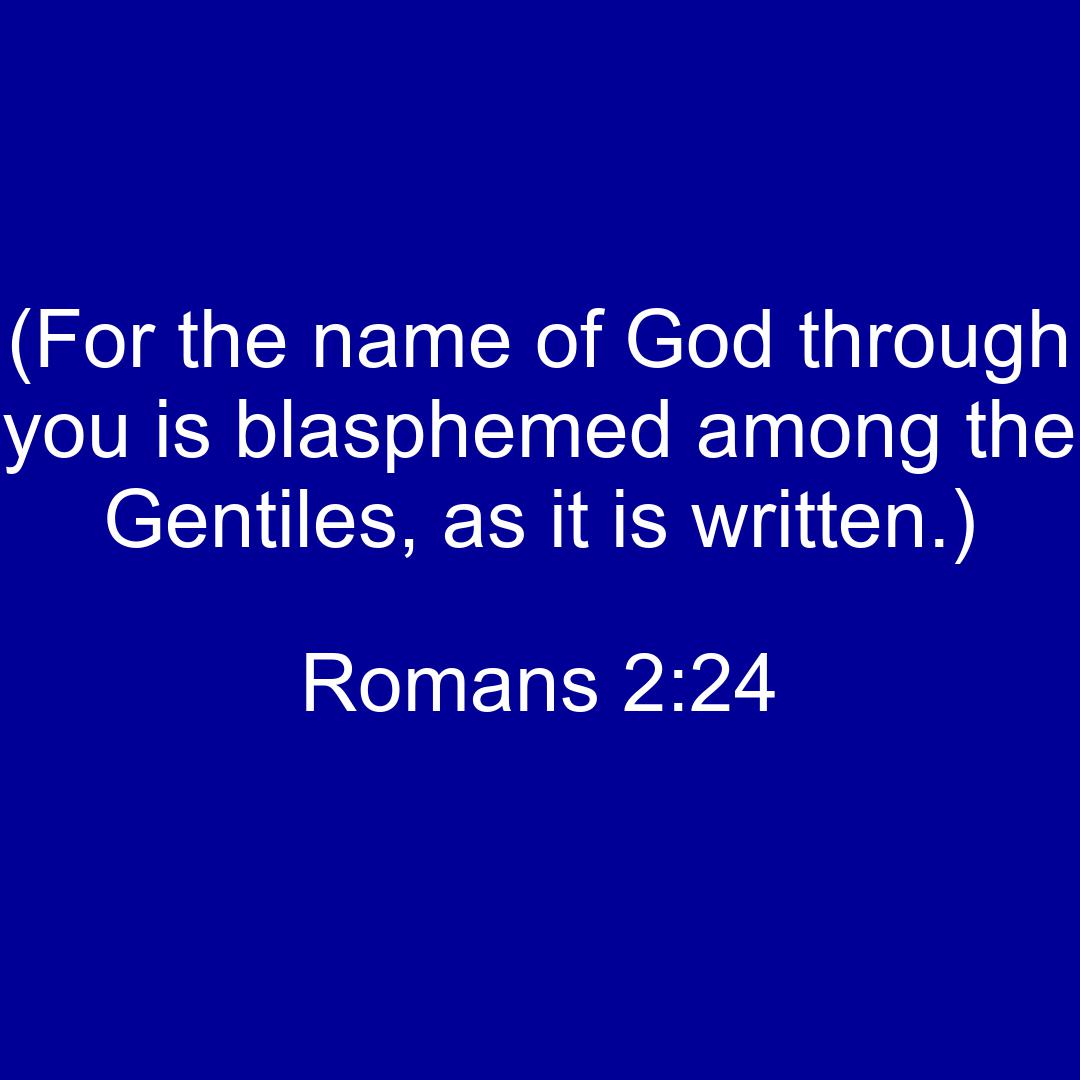 (For the name of God through
you is blasphemed among the
Gentiles, as it is written.)
Romans 2:24